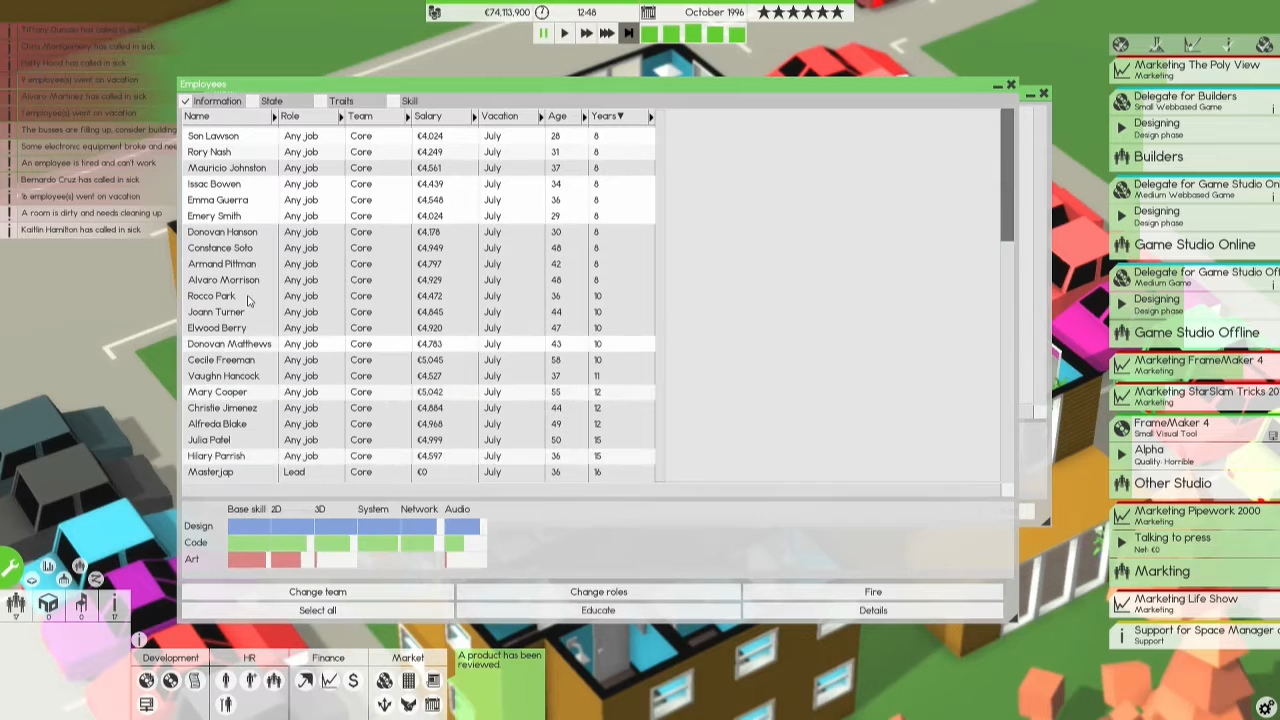 €74,113,900
12:48
October 1996
Tiffany Duncan has called in sick
Chris Montgomery has called in sick
Patty Hand has called in sick
9 employee(s) went on vacation
Alvaro Martinez has called in sick
1 employee(s) went on vacation
The busses are filling up, consider building
Some electronic equipment broke and nee
An employee is tired and can't work
Bernardo Cruz has called in sick
16 employee(s) went on vacation
A room is dirty and needs cleaning up
Kaitlin Hamilton has called in sick
Employees
Information State Traits Skill
Name Role Team Salary Vacation Age Years
Son Lawson Any job Core €4,024 July 28 8
Rory Nash Any job Core €4,249 July 31 8
Mauricio Johnston Any job Core €4,561 July 37 8
Issac Bowen Any job Core €4,439 July 34 8
Emma Guerra Any job Core €4,548 July 36 8
Emery Smith Any job Core €4,024 July 29 8
Donovan Hanson Any job Core €4,178 July 30 8
Constance Soto Any job Core €4,949 July 48 8
Armand Pittman Any job Core €4,797 July 42 8
Alvaro Morrison Any job Core €4,929 July 48 8
Rocco Park Any job Core €4,472 July 36 10
Joann Turner Any job Core €4,845 July 44 10
Elwood Berry Any job Core €4,920 July 47 10
Donovan Matthews Any job Core €4,783 July 43 10
Cecile Freeman Any job Core €5,045 July 58 10
Vaughn Hancock Any job Core €4,527 July 37 11
Mary Cooper Any job Core €5,042 July 55 12
Christie Jimenez Any job Core €4,884 July 44 12
Alfreda Blake Any job Core €4,968 July 49 12
Julia Patel Any job Core €4,999 July 50 15
Hilary Parrish Any job Core €4,597 July 36 15
Masterjap Lead Core €0 July 36 16
Base skill 2D 3D System Network Audio
Design
Code
Art
Change team Change roles Fire
Select all Educate Details
Marketing The Poly View
Marketing
Delegate for Builders
Small Webbased Game
Designing
Design phase
Builders
Delegate for Game Studio On
Medium Webbased Game
Designing
Design phase
Game Studio Online
Delegate for Game Studio Off
Medium Game
Designing
Design phase
Game Studio Offline
Marketing FrameMaker 4
Marketing
Marketing StarSlam Tricks 20
Marketing
FrameMaker 4
Small Visual Tool
Alpha
Quality: Horrible
Other Studio
Marketing Pipework 2000
Marketing
Talking to press
Net: €0
Markting
Marketing Life Show
Marketing
Support for Space Manager
Support
17 0 0 17
Development HR Finance Market
A product has been
reviewed.